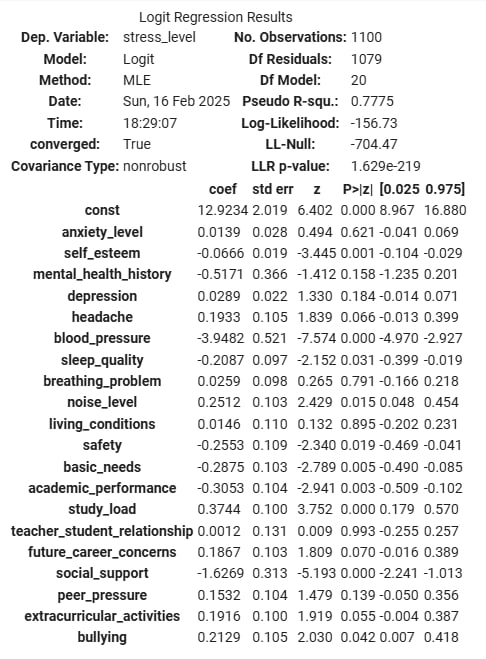 Logit Regression Results
Dep. Variable: stress_level No. Observations: 1100
Model: Logit Df Residuals: 1079
Method: MLE Df Model: 20
Date: Sun, 16 Feb 2025 Pseudo R-squ.: 0.7775
Time: 18:29:07 Log-Likelihood: -156.73
converged: True LL-Null: -704.47
Covariance Type: nonrobust LLR p-value: 1.629e-219
coef std err z P>|z| [0.025 0.975]
const 12.9234 2.019 6.402 0.000 8.967 16.880
anxiety_level 0.0139 0.028 0.494 0.621 -0.041 0.069
self_esteem -0.0666 0.019 -3.445 0.001 -0.104 -0.029
mental_health_history -0.5171 0.366 -1.412 0.158 -1.235 0.201
depression 0.0289 0.022 1.330 0.184 -0.014 0.071
headache 0.1933 0.105 1.839 0.066 -0.013 0.399
blood_pressure -3.9482 0.521 -7.574 0.000 -4.970 -2.927
sleep_quality -0.2087 0.097 -2.152 0.031 -0.399 -0.019
breathing_problem 0.0259 0.098 0.265 0.791 -0.166 0.218
noise_level 0.2512 0.103 2.429 0.015 0.048 0.454
living_conditions 0.0146 0.110 0.132 0.895 -0.202 0.231
safety -0.2553 0.109 -2.340 0.019 -0.469 -0.041
basic_needs -0.2875 0.103 -2.789 0.005 -0.490 -0.085
academic_performance -0.3053 0.104 -2.941 0.003 -0.509 -0.102
study_load 0.3744 0.100 3.752 0.000 0.179 0.570
teacher_student_relationship 0.0012 0.131 0.009 0.993 -0.255 0.257
future_career_concerns 0.1867 0.103 1.809 0.070 -0.016 0.389
social_support -1.6269 0.313 -5.193 0.000 -2.241 -1.013
peer_pressure 0.1532 0.104 1.479 0.139 -0.050 0.356
extracurricular_activities 0.1916 0.100 1.919 0.055 -0.004 0.387
bullying 0.2129 0.105 2.030 0.042 0.007 0.418